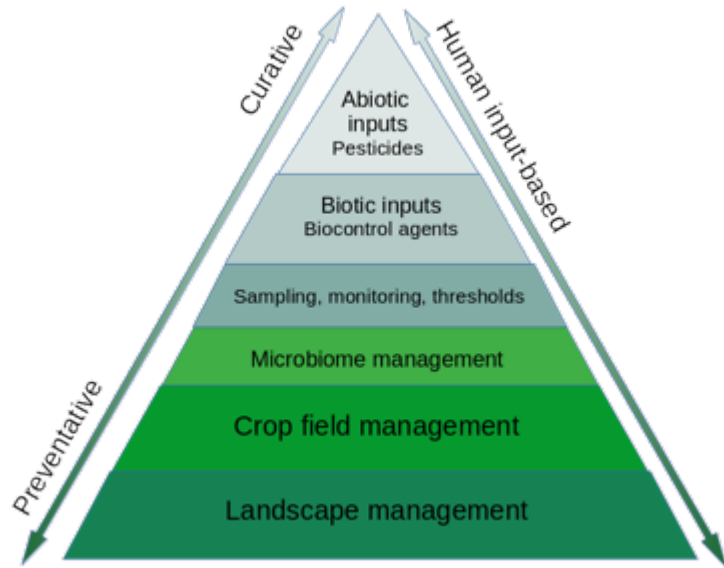 Curative
Human input-based
Abiotic
inputs
Pesticides
Biotic inputs
Biocontrol agents
Sampling, monitoring, thresholds
Microbiome management
Preventative
Crop field management
Landscape management